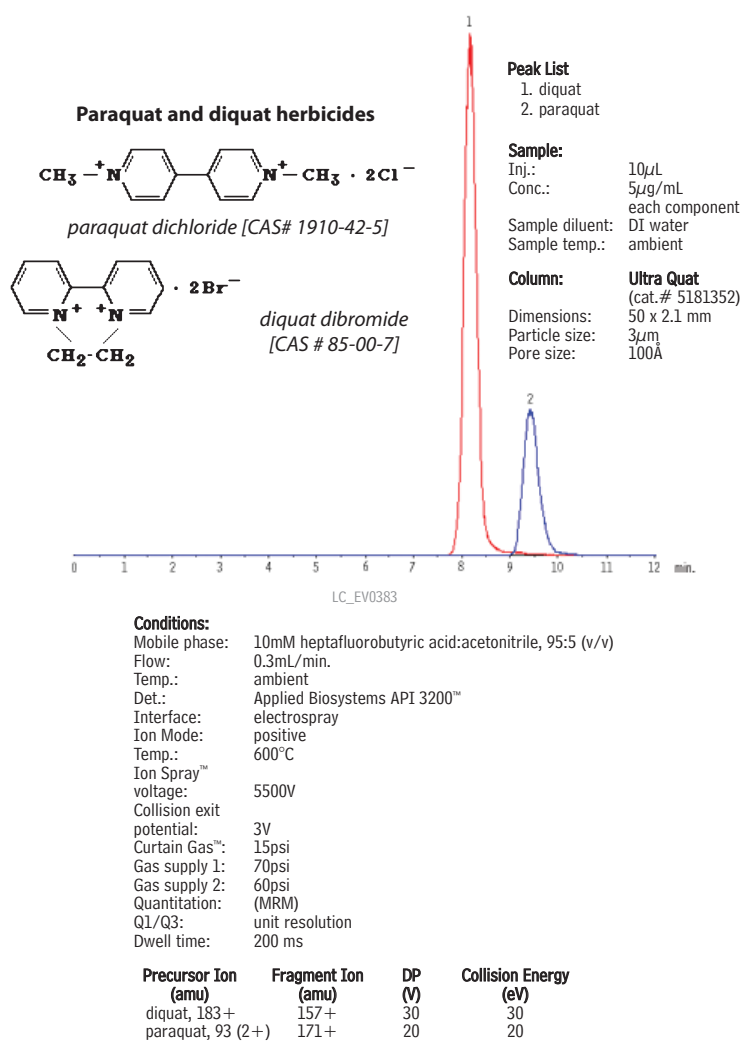 1
Peak List
1. diquat
2. paraquat
Paraquat and diquat herbicides
CH3 – +N N+ – CH3 · 2Cl–
paraquat dichloride [CAS# 1910-42-5]
Sample:
Inj.: 10µL
Conc.: 5µg/mL
each component
Sample diluent: DI water
Sample temp.: ambient
N+ +N · 2Br–
CH2-CH2
diquat dibromide
[CAS # 85-00-7]
Column: Ultra Quat
(cat.# 5181352)
Dimensions: 50 x 2.1 mm
Particle size: 3µm
Pore size: 100Å
2
0 1 2 3 4 5 6 7 8 9 10 11 12 min.
LC_EV0383
Conditions:
Mobile phase: 10mM heptafluorobutyric acid:acetonitrile, 95:5 (v/v)
Flow: 0.3mL/min.
Temp.: ambient
Det.: Applied Biosystems API 3200™
Interface: electrospray
Ion Mode: positive
Temp.: 600°C
Ion Spray™
voltage: 5500V
Collision exit
potential: 3V
Curtain Gas™: 15psi
Gas supply 1: 70psi
Gas supply 2: 60psi
Quantitation: (MRM)
Q1/Q3: unit resolution
Dwell time: 200 ms
Precursor Ion Fragment Ion DP Collision Energy
(amu) (amu) (V) (eV)
diquat, 183+ 157+ 30 30
paraquat, 93 (2+) 171+ 20 20